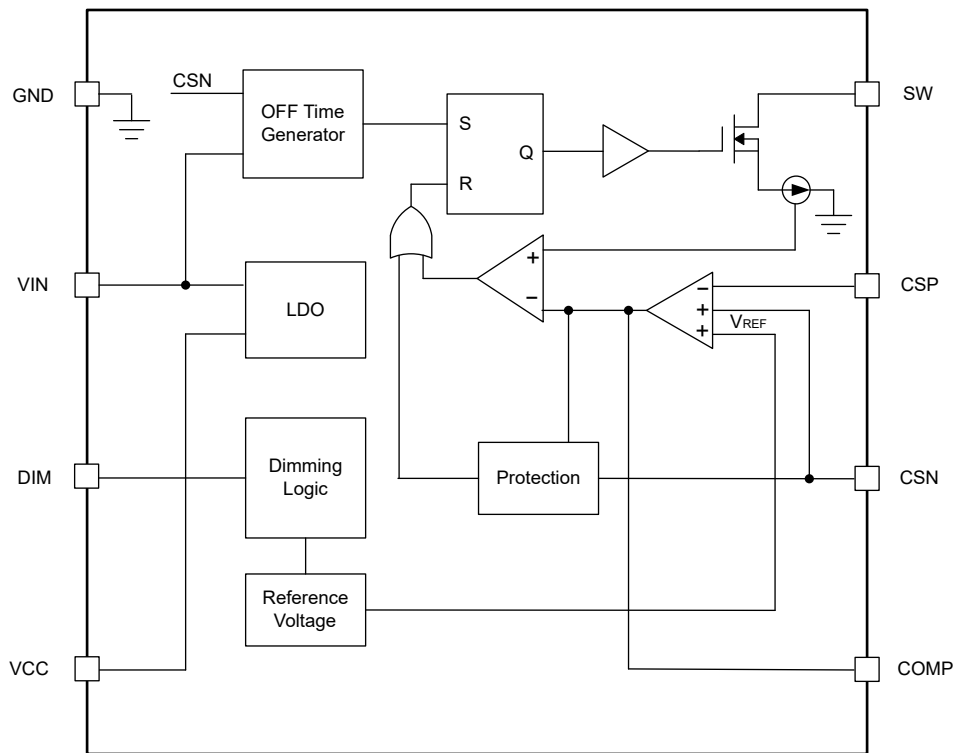 GND
CSN
OFF Time
Generator
S
Q
R
SW
VIN
LDO
+
−
−
+
+
VREF
CSP
DIM
Dimming
Logic
Protection
CSN
Reference
Voltage
VCC
COMP